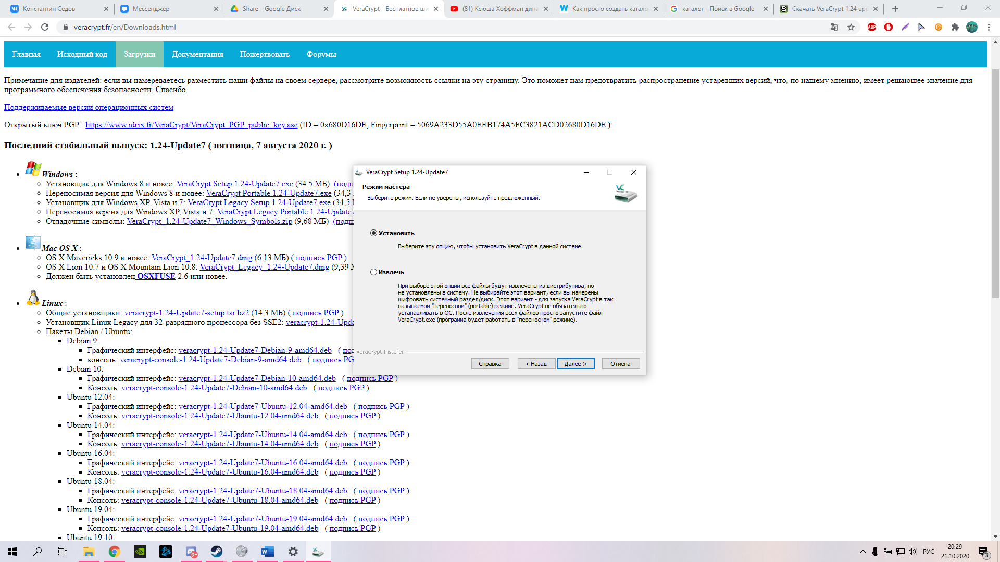 Константин Седов
Мессенджер
Share – Google Диск
VeraCrypt - Бесплатное ши
(81) Ксюша Хоффман дина
Как просто создать катало
каталог - Поиск в Google
Скачать VeraCrypt 1.24 upd
veracrypt.fr/en/Downloads.html
ABP
Главная
Исходный код
Загрузки
Документация
Пожертвовать
Форумы
Примечание для издателей: если вы намереваетесь разместить наши файлы на своем сервере, рассмотрите возможность ссылки на эту страницу. Это поможет нам предотвратить распространение устаревших версий, что, по нашему мнению, имеет решающее значение для
программного обеспечения безопасности. Спасибо.
Поддерживаемые версии операционных систем
Открытый ключ PGP: https://www.idrix.fr/VeraCrypt/VeraCrypt_PGP_public_key.asc (ID = 0x680D16DE, Fingerprint = 5069A233D55A0EEB174A5FC3821ACD02680D16DE )
Последний стабильный выпуск: 1.24-Update7 ( пятница, 7 августа 2020 г. )
Windows :
Установщик для Windows 8 и новее: VeraCrypt Setup 1.24-Update7.exe (34,5 МБ) (подп
Переносимая версия для Windows 8 и новее: VeraCrypt Portable 1.24-Update7.exe (34,3
Установщик для Windows XP, Vista и 7: VeraCrypt Legacy Setup 1.24-Update7.exe (34,5
Переносимая версия для Windows XP, Vista и 7: VeraCrypt Legacy Portable 1.24-Update7
Отладочные символы: VeraCrypt_1.24-Update7_Windows_Symbols.zip (9,68 МБ) (подп
Mac OS X :
OS X Mavericks 10.9 и новее: VeraCrypt_1.24-Update7.dmg (6,13 МБ) ( подпись PGP )
OS X Lion 10.7 и OS X Mountain Lion 10.8: VeraCrypt_Legacy_1.24-Update7.dmg (9,39 М
Должен быть установлен OSXFUSE 2.6 или новее.
Linux :
Общие установщики: veracrypt-1.24-Update7-setup.tar.bz2 (14,3 МБ) ( подпись PGP )
Установщик Linux Legacy для 32-разрядного процессора без SSE2: veracrypt-1.24-Upda
Пакеты Debian / Ubuntu:
Debian 9:
Графический интерфейс: veracrypt-1.24-Update7-Debian-9-amd64.deb ( по
консоль: veracrypt-console-1.24-Update7-Debian-9-amd64.deb ( подпись PG
Debian 10:
Графический интерфейс: veracrypt-1.24-Update7-Debian-10-amd64.deb ( подпись PGP )
Консоль: veracrypt-console-1.24-Update7-Debian-10-amd64.deb ( подпись PGP )
Ubuntu 12.04:
Графический интерфейс: veracrypt-1.24-Update7-Ubuntu-12.04-amd64.deb ( подпись PGP )
Консоль: veracrypt-console-1.24-Update7-Ubuntu-12.04-amd64.deb ( подпись PGP )
Ubuntu 14.04:
Графический интерфейс: veracrypt-1.24-Update7-Ubuntu-14.04-amd64.deb ( подпись PGP )
Консоль: veracrypt-console-1.24-Update7-Ubuntu-14.04-amd64.deb ( подпись PGP )
Ubuntu 16.04:
Графический интерфейс: veracrypt-1.24-Update7-Ubuntu-16.04-amd64.deb ( подпись PGP )
Консоль: veracrypt-console-1.24-Update7-Ubuntu-16.04-amd64.deb ( подпись PGP )
Ubuntu 18.04:
Графический интерфейс: veracrypt-1.24-Update7-Ubuntu-18.04-amd64.deb ( подпись PGP )
Консоль: veracrypt-console-1.24-Update7-Ubuntu-18.04-amd64.deb ( подпись PGP )
Ubuntu 19.04:
Графический интерфейс: veracrypt-1.24-Update7-Ubuntu-19.04-amd64.deb ( подпись PGP )
Консоль: veracrypt-console-1.24-Update7-Ubuntu-19.04-amd64.deb ( подпись PGP )
Ubuntu 19.10:
VeraCrypt Setup 1.24-Update7
Режим мастера
Выберите режим. Если не уверены, используйте предложенный.
Установить
Выберите эту опцию, чтобы установить VeraCrypt в данной системе.
Извлечь
При выборе этой опции все файлы будут извлечены из дистрибутива, но
не установлены в систему. Не выбирайте этот вариант, если вы намерены
шифровать системный раздел/диск. Этот вариант - для запуска VeraCrypt в так
называемом "переносном" (portable) режиме. VeraCrypt не обязательно
устанавливать в ОС. После извлечения всех файлов просто запустите файл
VeraCrypt.exe (программа будет работать в "переносном" режиме).
VeraCrypt Installer
Справка
< Назад
Далее >
Отмена
9+
РУС
20:29
21.10.2020
3